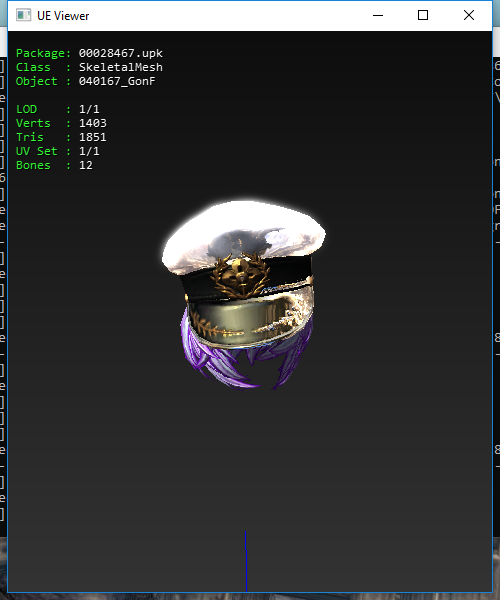 UE Viewer
Package: 00028467.upk
Class  : SkeletalMesh
Object : 040167_GonF
LOD    : 1/1
Verts  : 1403
Tris   : 1851
UV Set : 1/1
Bones  : 12